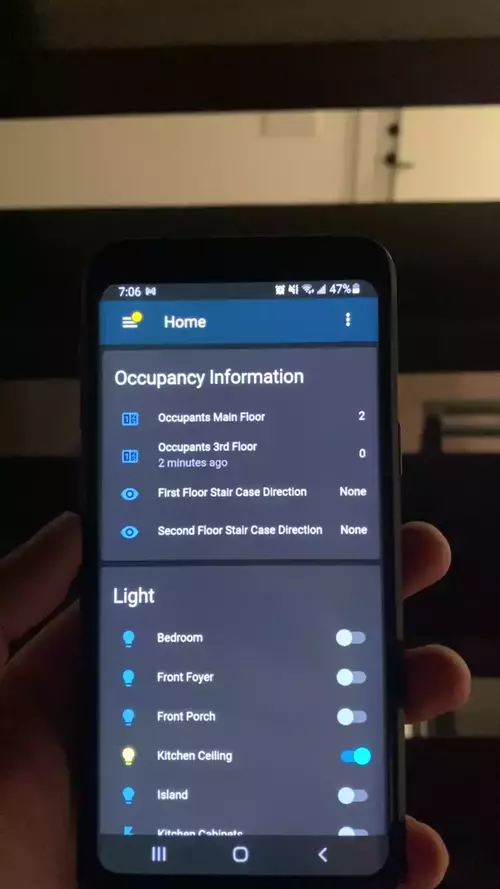 7:06 47%
Home
Occupancy Information
Occupants Main Floor 2
Occupants 3rd Floor 0
2 minutes ago
First Floor Stair Case Direction None
Second Floor Stair Case Direction None
Light
Bedroom
Front Foyer
Front Porch
Kitchen Ceiling
Island
Kitchen Cabinets